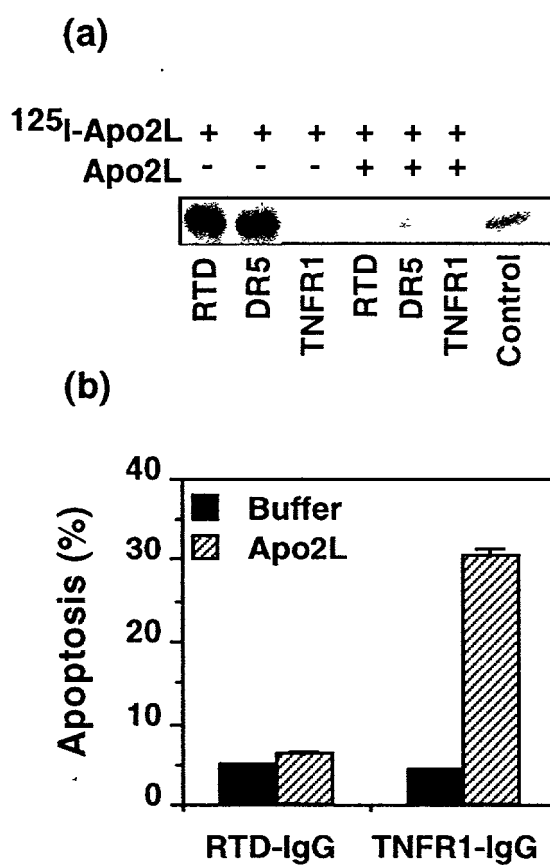 (a)
125I-Apo2L + + + + + +
Apo2L - - - + + +
RTD DR5 TNFR1 RTD DR5 TNFR1 Control
(b)
Apoptosis (%)
40
30
20
10
0
Buffer
Apo2L
RTD-IgG TNFR1-IgG